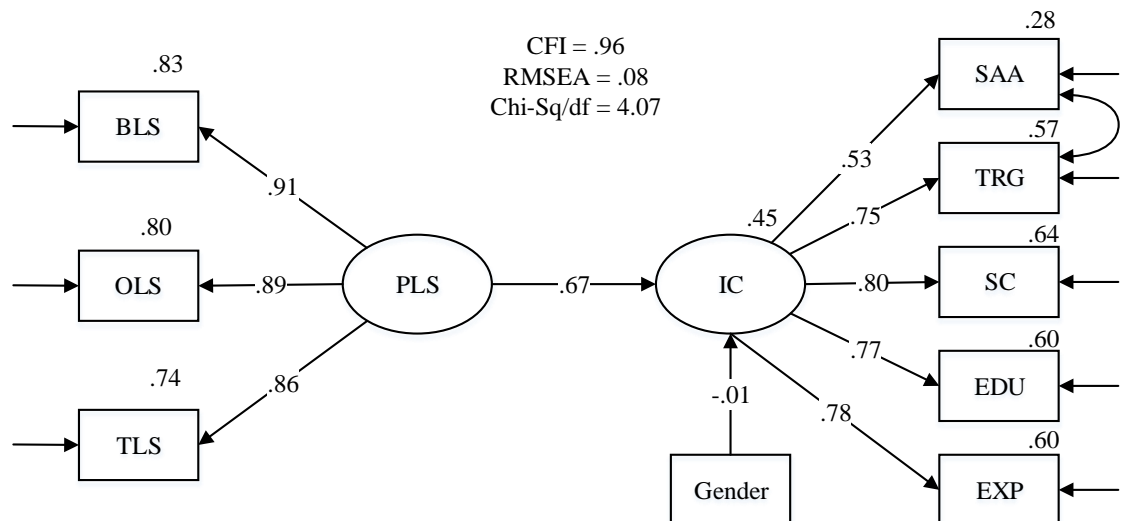 CFI = .96
RMSEA = .08
Chi-Sq/df = 4.07
.83
BLS
.91
.80
OLS
.89
.74
TLS
.86
PLS
.67
.45
IC
-.01
Gender
.53
.28
SAA
.75
.57
TRG
.80
.64
SC
.77
.60
EDU
.78
.60
EXP